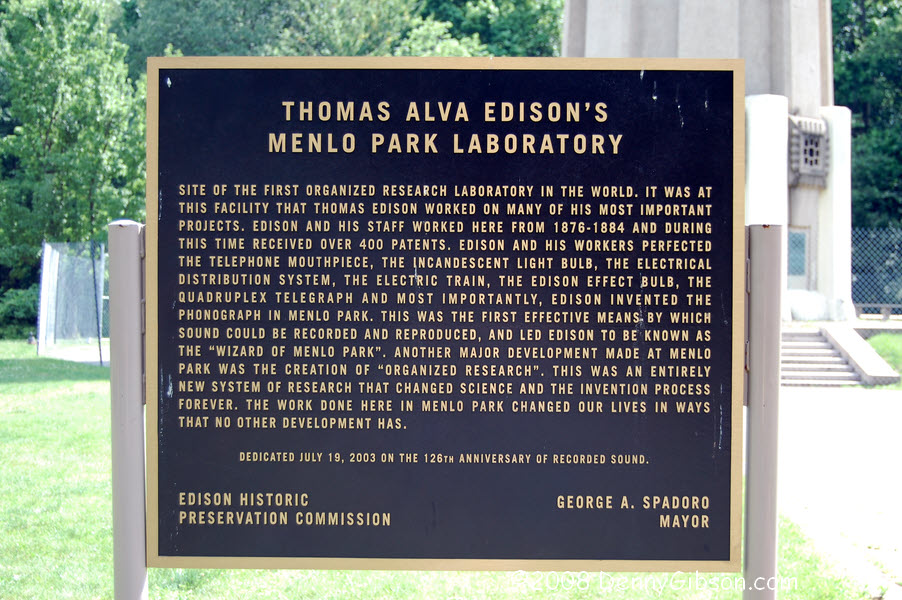 THOMAS ALVA EDISON'S
MENLO PARK LABORATORY
SITE OF THE FIRST ORGANIZED RESEARCH LABORATORY IN THE WORLD. IT WAS AT
THIS FACILITY THAT THOMAS EDISON WORKED ON MANY OF HIS MOST IMPORTANT
PROJECTS. EDISON AND HIS STAFF WORKED HERE FROM 1876-1884 AND DURING
THIS TIME RECEIVED OVER 400 PATENTS. EDISON AND HIS WORKERS PERFECTED
THE TELEPHONE MOUTHPIECE, THE INCANDESCENT LIGHT BULB, THE ELECTRICAL
DISTRIBUTION SYSTEM, THE ELECTRIC TRAIN, THE EDISON EFFECT BULB, THE
QUADRUPLEX TELEGRAPH AND MOST IMPORTANTLY, EDISON INVENTED THE
PHONOGRAPH IN MENLO PARK. THIS WAS THE FIRST EFFECTIVE MEANS BY WHICH
SOUND COULD BE RECORDED AND REPRODUCED, AND LED EDISON TO BE KNOWN AS
THE "WIZARD OF MENLO PARK". ANOTHER MAJOR DEVELOPMENT MADE AT MENLO
PARK WAS THE CREATION OF "ORGANIZED RESEARCH". THIS WAS AN ENTIRELY
NEW SYSTEM OF RESEARCH THAT CHANGED SCIENCE AND THE INVENTION PROCESS
FOREVER. THE WORK DONE HERE IN MENLO PARK CHANGED OUR LIVES IN WAYS
THAT NO OTHER DEVELOPMENT HAS.
DEDICATED JULY 19, 2003 ON THE 126TH ANNIVERSARY OF RECORDED SOUND.
EDISON HISTORIC
PRESERVATION COMMISSION
GEORGE A. SPADORO
MAYOR
©2008 DennyGibson.com